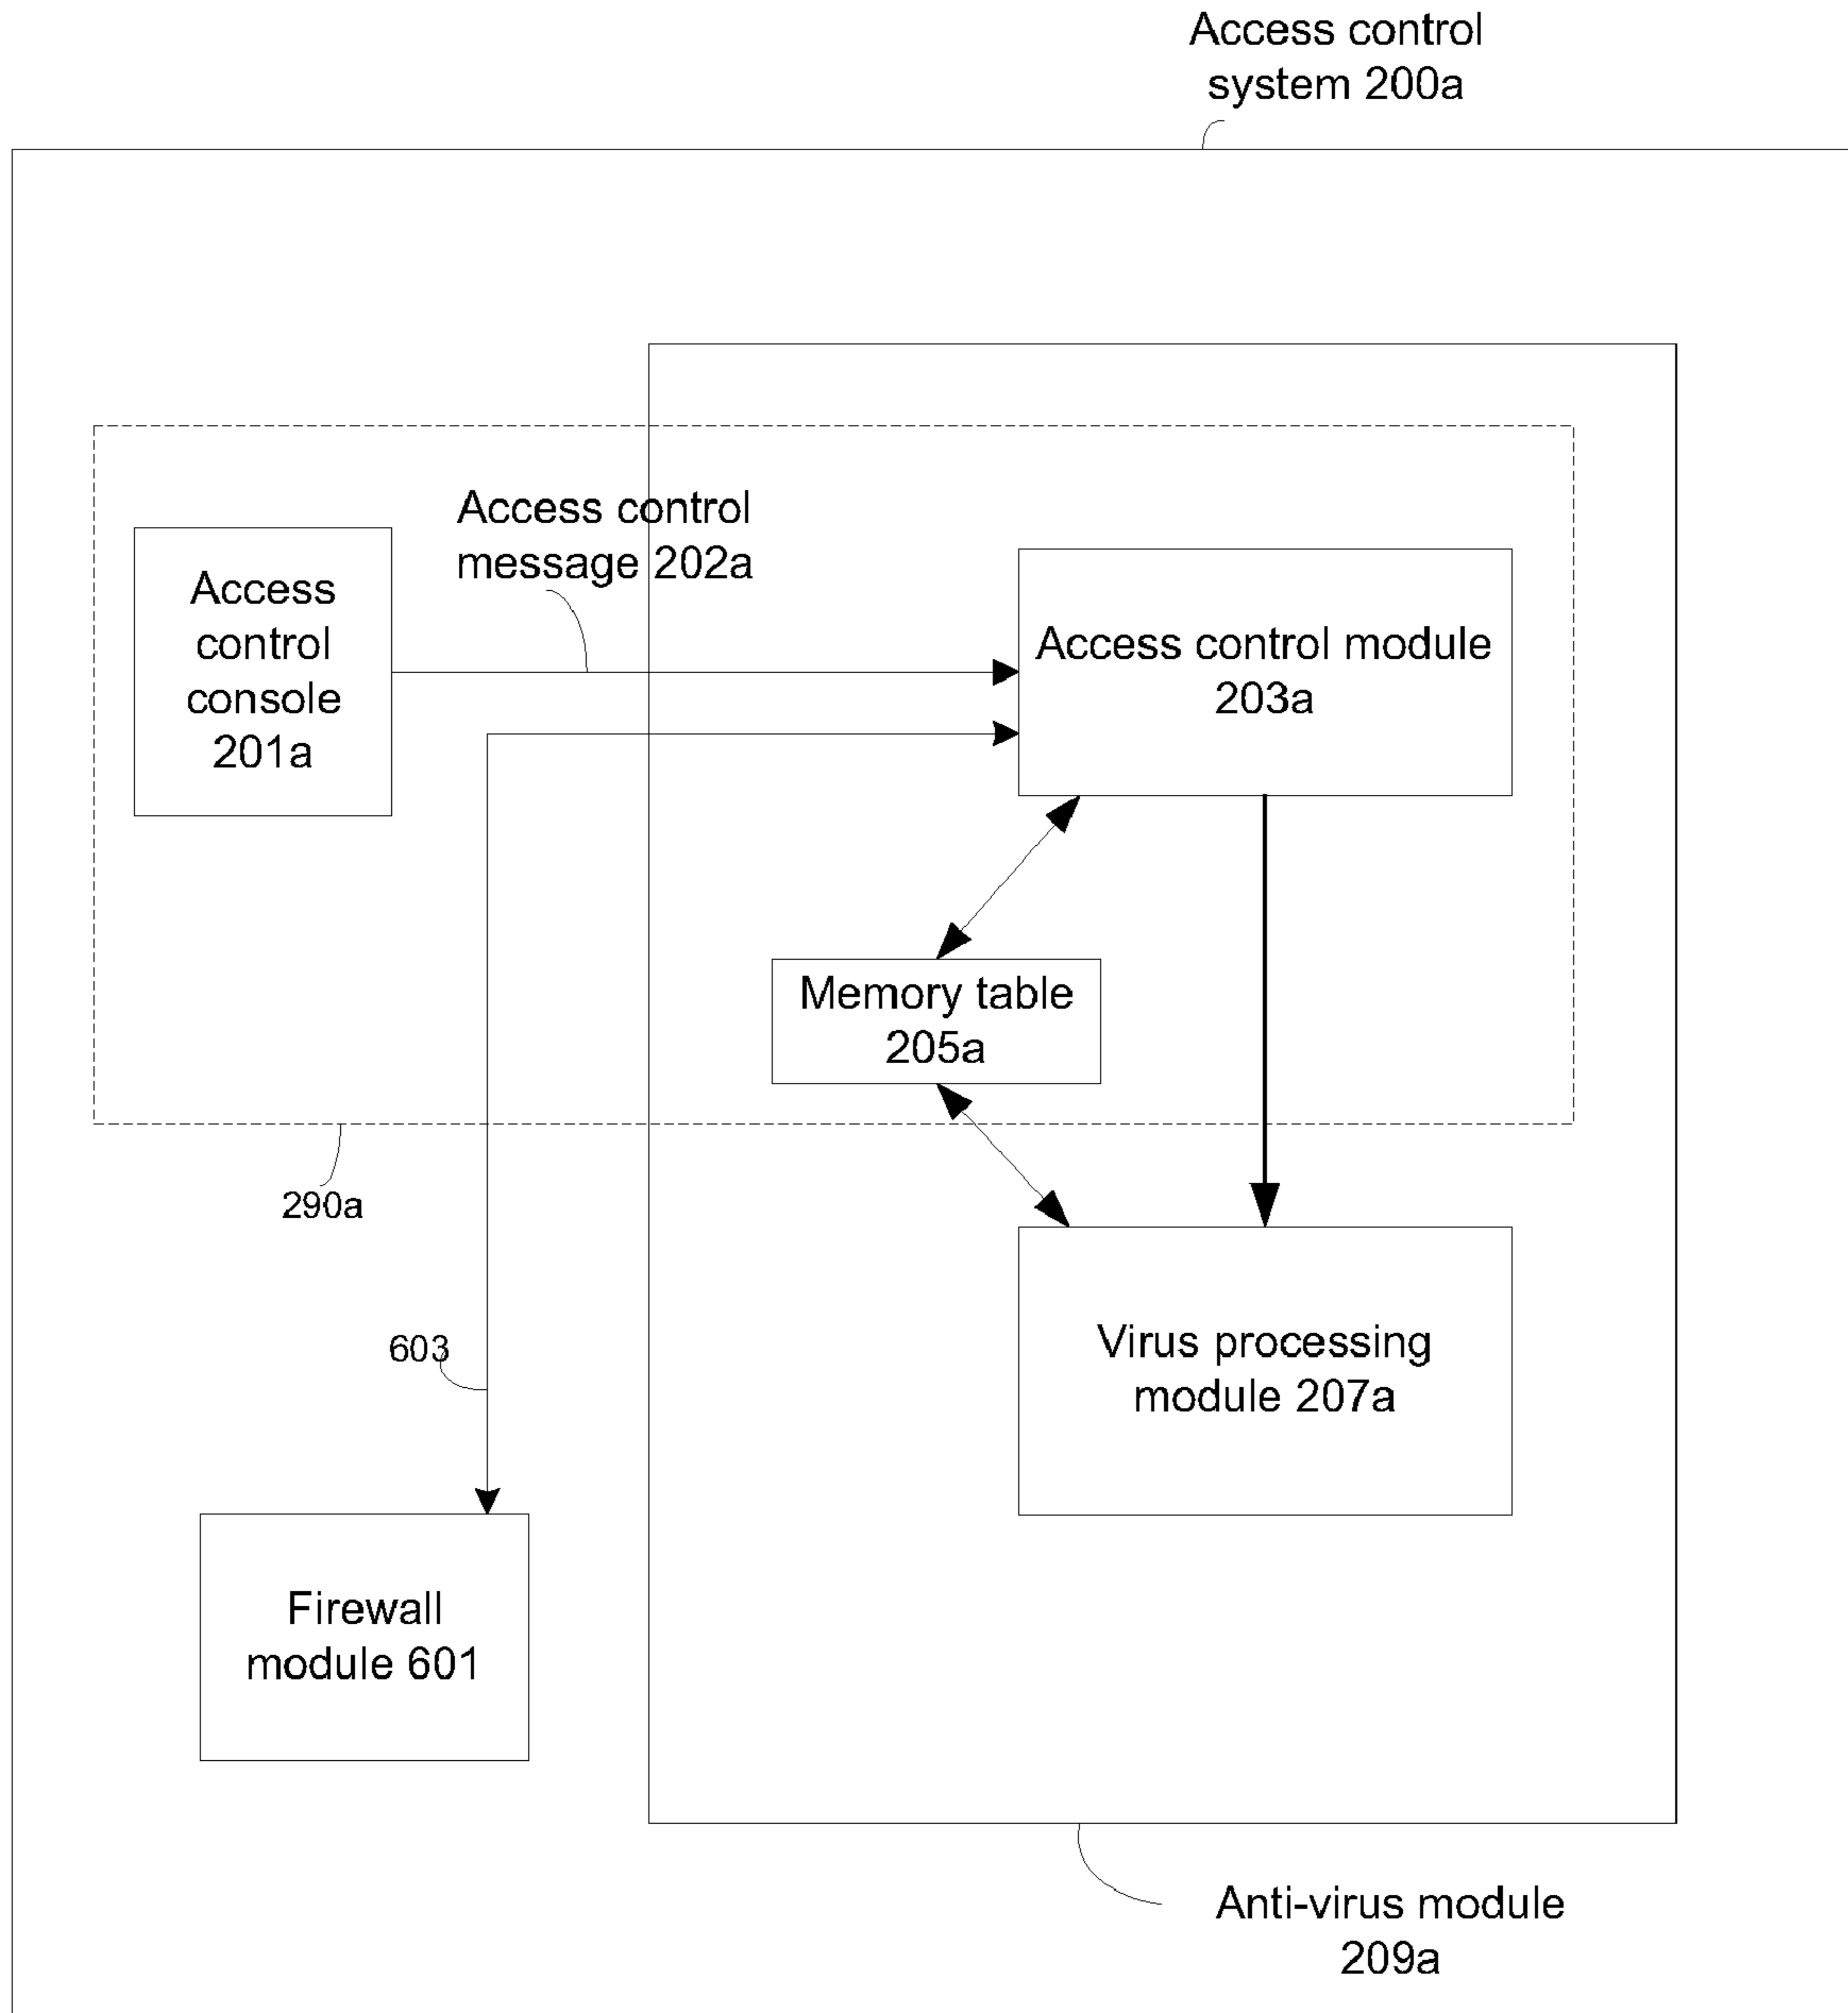 Access control
system 200a
Access control
message 202a
Access
control
console
201a
Access control module
203a
Memory table
205a
290a
603
Virus processing
module 207a
Firewall
module 601
Anti-virus module
209a